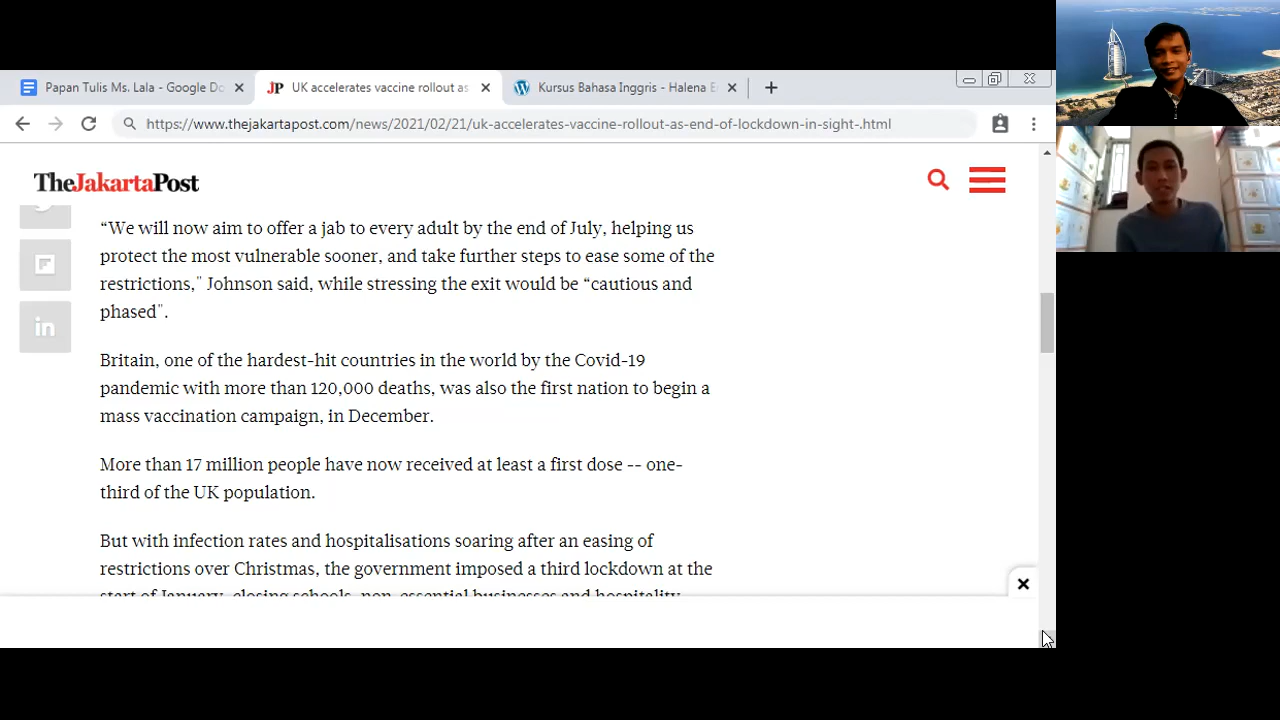 Papan Tulis Ms. Lala - Google Do
JP UK accelerates vaccine rollout as
Kursus Bahasa Inggris - Halena E
https://www.thejakartapost.com/news/2021/02/21/uk-accelerates-vaccine-rollout-as-end-of-lockdown-in-sight-.html
TheJakartaPost
“We will now aim to offer a jab to every adult by the end of July, helping us
protect the most vulnerable sooner, and take further steps to ease some of the
restrictions," Johnson said, while stressing the exit would be “cautious and
phased".
Britain, one of the hardest-hit countries in the world by the Covid-19
pandemic with more than 120,000 deaths, was also the first nation to begin a
mass vaccination campaign, in December.
More than 17 million people have now received at least a first dose -- one-
third of the UK population.
But with infection rates and hospitalisations soaring after an easing of
restrictions over Christmas, the government imposed a third lockdown at the
start of January, closing schools, non-essential businesses and hospitality